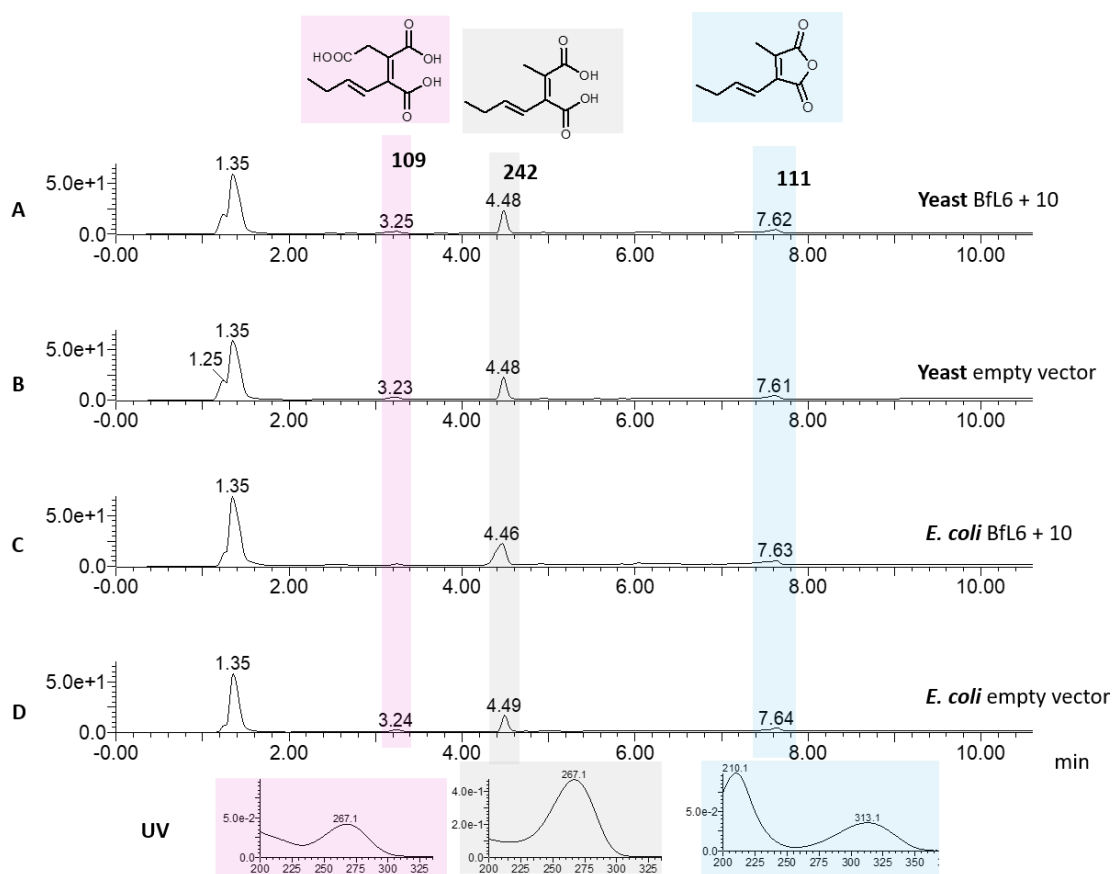 HOOC
O
OH
OH
O
O
OH
OH
O
O
O
O
109
242
111
A
5.0e+1
0.0
1.35
3.25
4.48
7.62
Yeast BfL6 + 10
-0.00 2.00 4.00 6.00 8.00 10.00
B
5.0e+1
0.0
1.25
1.35
3.23
4.48
7.61
Yeast empty vector
-0.00 2.00 4.00 6.00 8.00 10.00
C
5.0e+1
0.0
1.35
4.46
7.63
E. coli BfL6 + 10
-0.00 2.00 4.00 6.00 8.00 10.00
D
5.0e+1
0.0
1.35
3.24
4.49
7.64
E. coli empty vector
-0.00 2.00 4.00 6.00 8.00 10.00
min
UV
5.0e-2
0.0
267.1
200 225 250 275 300 325
4.0e-1
2.0e-1
0.0
267.1
200 225 250 275 300 325
210.1
5.0e-2
0.0
313.1
200 225 250 275 300 325 350